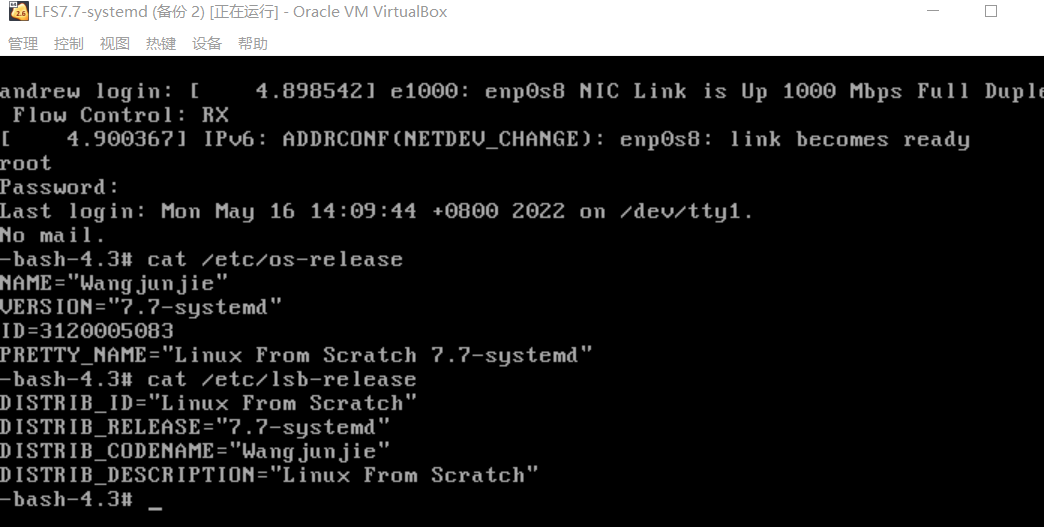 LFS7.7-systemd (备份 2) [正在运行] - Oracle VM VirtualBox
管理 控制 视图 热键 设备 帮助
andrew login: [    4.898542] e1000: enp0s8 NIC Link is Up 1000 Mbps Full Duple
 Flow Control: RX
[    4.900367] IPv6: ADDRCONF(NETDEV_CHANGE): enp0s8: link becomes ready
root
Password:
Last login: Mon May 16 14:09:44 +0800 2022 on /dev/tty1.
No mail.
-bash-4.3# cat /etc/os-release
NAME="Wangjunjie"
VERSION="7.7-systemd"
ID=3120005083
PRETTY_NAME="Linux From Scratch 7.7-systemd"
-bash-4.3# cat /etc/lsb-release
DISTRIB_ID="Linux From Scratch"
DISTRIB_RELEASE="7.7-systemd"
DISTRIB_CODENAME="Wangjunjie"
DISTRIB_DESCRIPTION="Linux From Scratch"
-bash-4.3# _